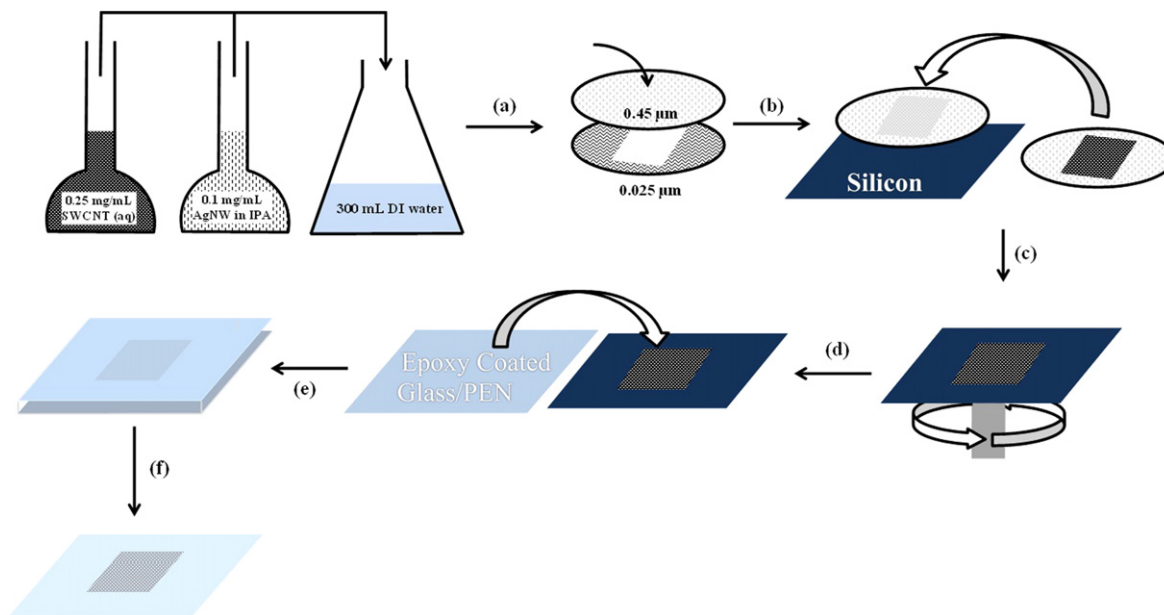 0.25 mg/mL
SWCNT (aq)
0.1 mg/mL
AgNW in IPA
300 mL DI water
(a)
0.45 µm
0.025 µm
(b)
Silicon
(c)
(d)
Epoxy Coated
Glass/PEN
(e)
(f)